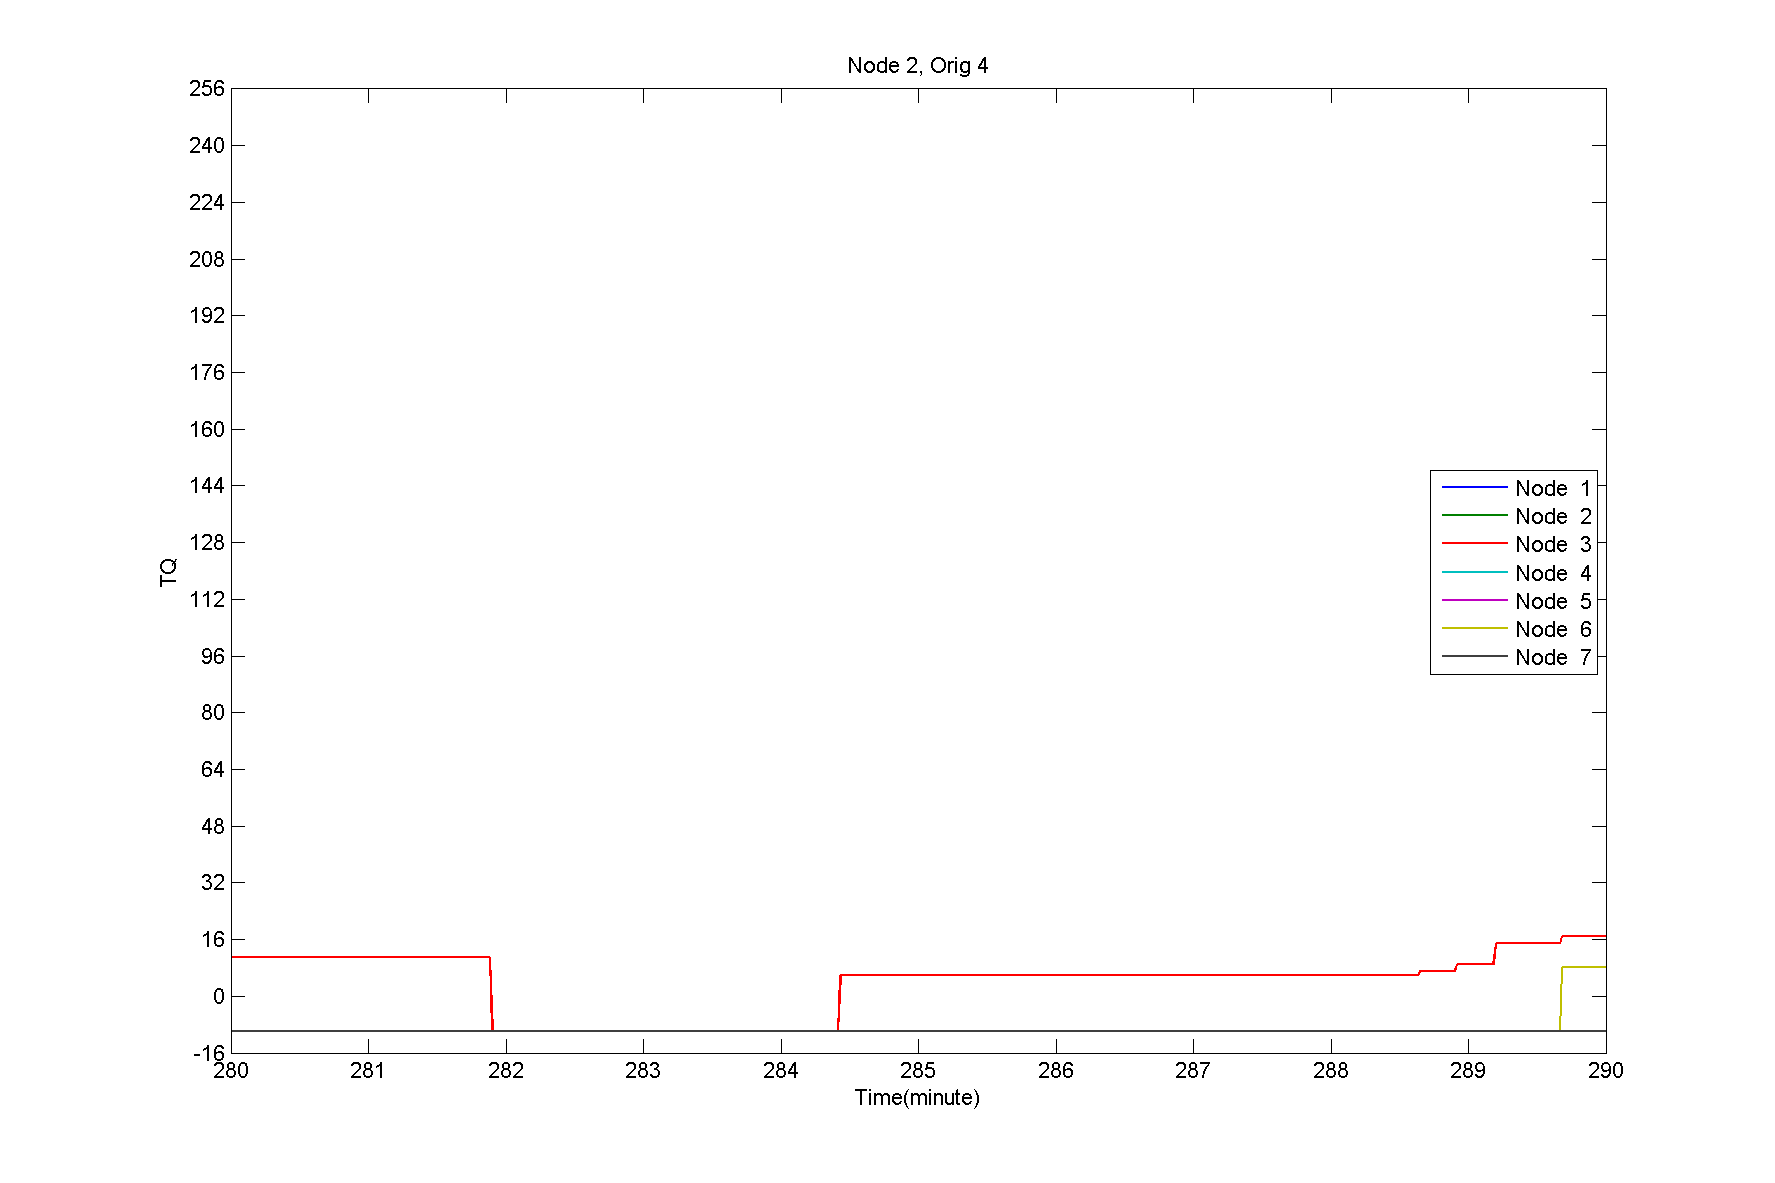 Node 2, Orig 4
256
240
224
208
192
176
160
144
128
112
96
80
64
48
32
16
0
-16
TQ
Node 1
Node 2
Node 3
Node 4
Node 5
Node 6
Node 7
280 281 282 283 284 285 286 287 288 289 290
Time(minute)